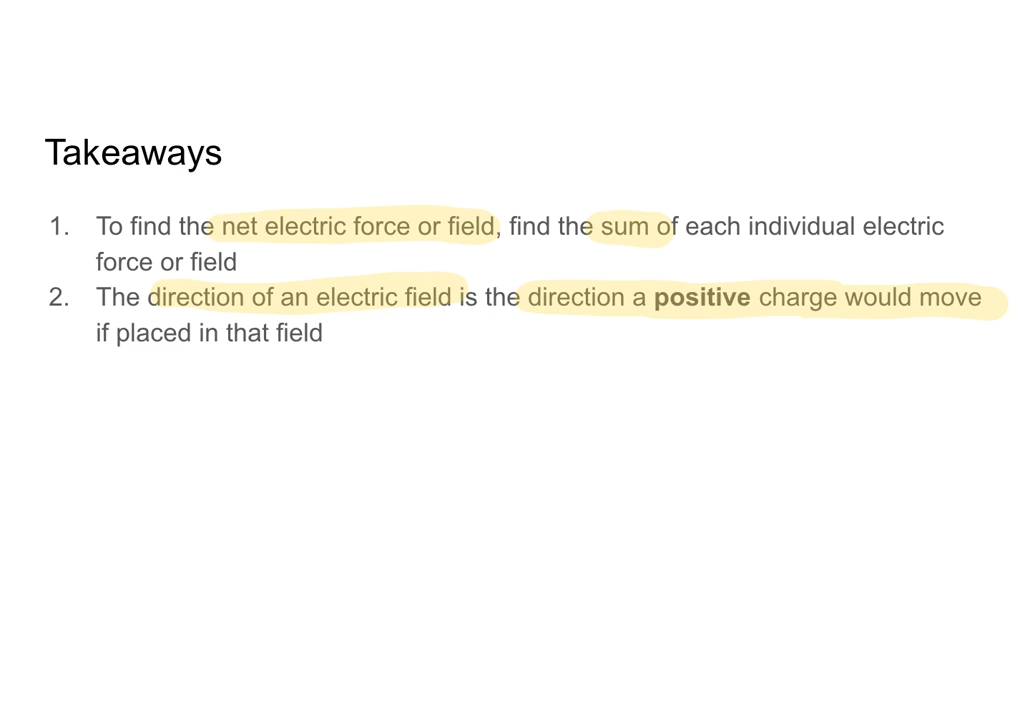 Takeaways
1. To find the net electric force or field, find the sum of each individual electric
force or field
2. The direction of an electric field is the direction a positive charge would move
if placed in that field